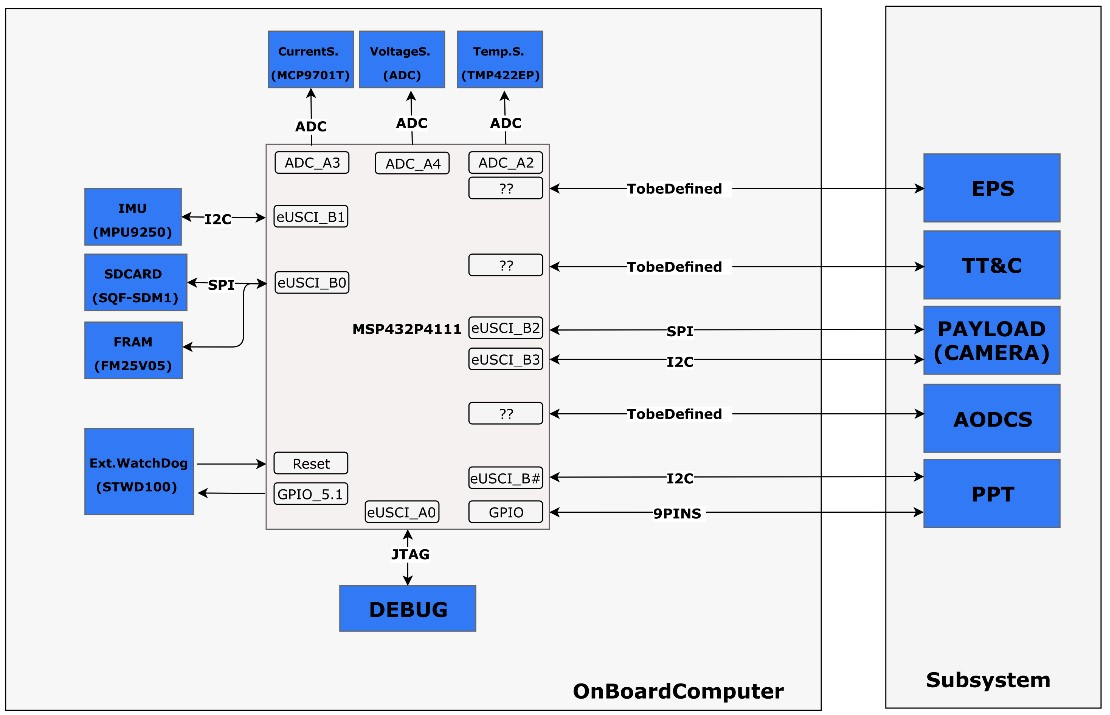 CurrentS.
(MCP9701T)
VoltageS.
(ADC)
Temp.S.
(TMP422EP)
ADC
ADC
ADC
ADC_A3
ADC_A4
ADC_A2
??
TobeDefined
EPS
IMU
(MPU9250)
I2C
eUSCI_B1
SDCARD
(SQF-SDM1)
SPI
eUSCI_B0
??
TobeDefined
TT&C
FRAM
(FM25V05)
MSP432P4111
eUSCI_B2
SPI
eUSCI_B3
I2C
PAYLOAD
(CAMERA)
??
TobeDefined
AODCS
Ext.WatchDog
(STWD100)
Reset
GPIO_5.1
eUSCI_B#
I2C
PPT
eUSCI_A0
GPIO
9PINS
JTAG
DEBUG
OnBoardComputer
Subsystem